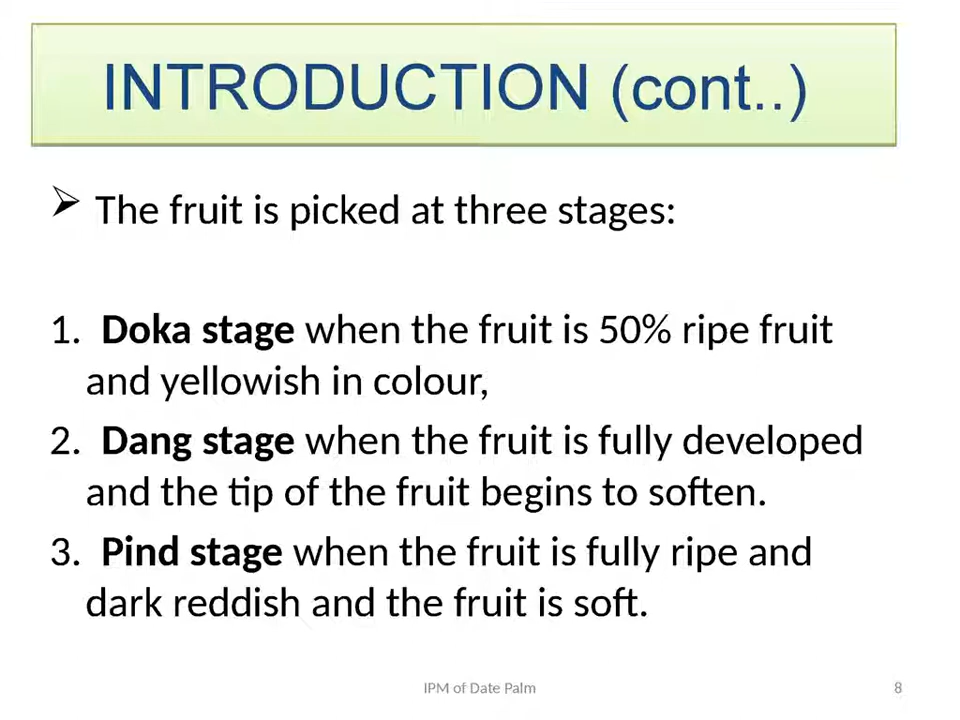 INTRODUCTION (cont..)
➢ The fruit is picked at three stages:
1. Doka stage when the fruit is 50% ripe fruit
and yellowish in colour,
2. Dang stage when the fruit is fully developed
and the tip of the fruit begins to soften.
3. Pind stage when the fruit is fully ripe and
dark reddish and the fruit is soft.
IPM of Date Palm
8